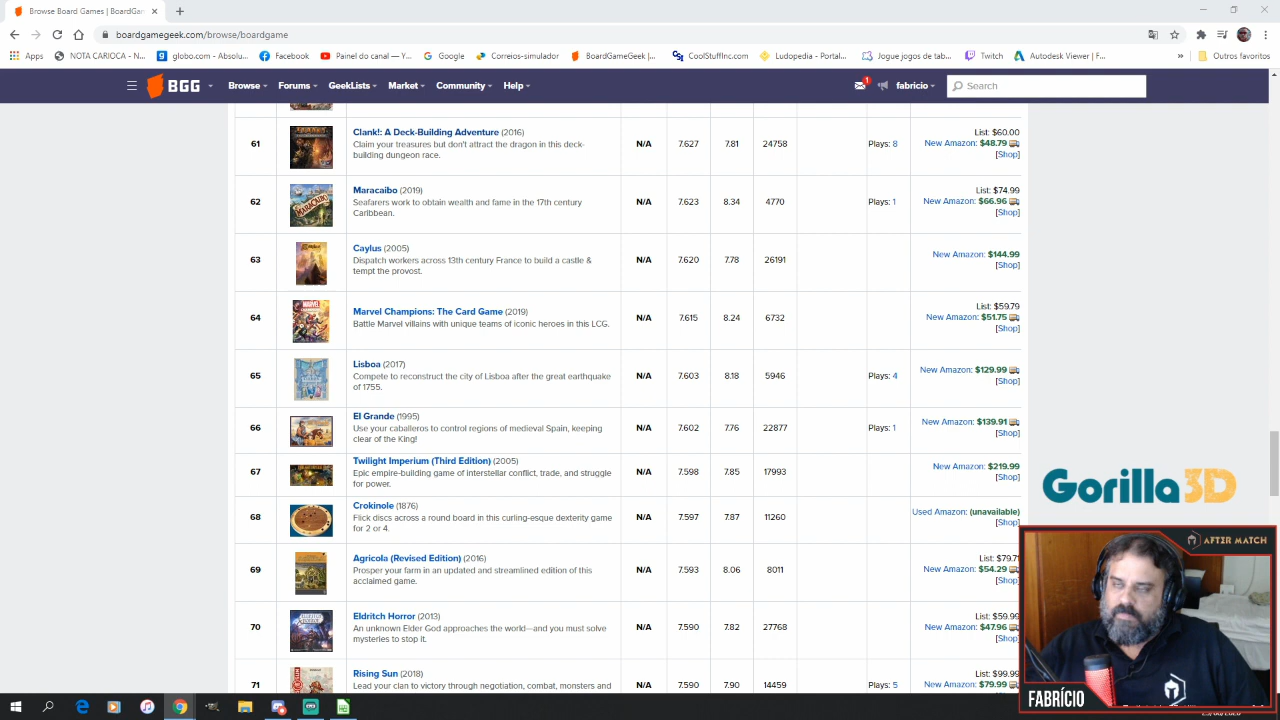 Browse Board Games | BoardGam
boardgamegeek.com/browse/boardgame
Apps NOTA CARIOCA - N... globo.com - Absolu... Facebook Painel do canal — Y... Google Correios-simulador BoardGameGeek |... CoolStuffInc.com Ludopedia - Portal... Jogue jogos de tab... Twitch Autodesk Viewer | F... » Outros favoritos
BGG Browse Forums GeekLists Market Community Help 1 fabricio Search
61 Clank!: A Deck-Building Adventure (2016) N/A 7.627 7.81 24758 Plays: 8 List: $60.00
Claim your treasures but don't attract the dragon in this deck- New Amazon: $48.79
building dungeon race. [Shop]
62 Maracaibo (2019) N/A 7.623 8.34 4770 Plays: 1 List: $74.99
Seafarers work to obtain wealth and fame in the 17th century New Amazon: $66.96
Caribbean. [Shop]
63 Caylus (2005) N/A 7.620 7.78 26191 New Amazon: $144.99
Dispatch workers across 13th century France to build a castle & [Shop]
tempt the provost.
64 Marvel Champions: The Card Game (2019) N/A 7.615 8.24 6732 List: $59.79
Battle Marvel villains with unique teams of iconic heroes in this LCG. New Amazon: $51.75
[Shop]
65 Lisboa (2017) N/A 7.603 8.18 5946 Plays: 4 New Amazon: $129.99
Compete to reconstruct the city of Lisboa after the great earthquake [Shop]
of 1755.
66 El Grande (1995) N/A 7.602 7.76 22877 Plays: 1 New Amazon: $139.91
Use your caballeros to control regions of medieval Spain, keeping [Shop]
clear of the King!
67 Twilight Imperium (Third Edition) (2005) N/A 7.598 7.85 17993 New Amazon: $219.99
Epic empire-building game of interstellar conflict, trade, and struggle [Shop]
for power.
68 Crokinole (1876) N/A 7.597 7.87 11260 Used Amazon: (unavailable)
Flick discs across a round board in this curling-esque dexterity game [Shop]
for 2 or 4.
69 Agricola (Revised Edition) (2016) N/A 7.593 8.06 8011 List: $79.71
Prosper your farm in an updated and streamlined edition of this New Amazon: $54.29
acclaimed game. [Shop]
70 Eldritch Horror (2013) N/A 7.590 7.82 27768 List: $59.99
An unknown Elder God approaches the world—and you must solve New Amazon: $47.96
mysteries to stop it. [Shop]
71 Rising Sun (2018) N/A 7.590 7.90 14459 Plays: 5 List: $99.99
Lead your clan to victory through negotiation, combat, monsters and New Amazon: $79.99
Gorilla3D
AFTER MATCH
FABRÍCIO